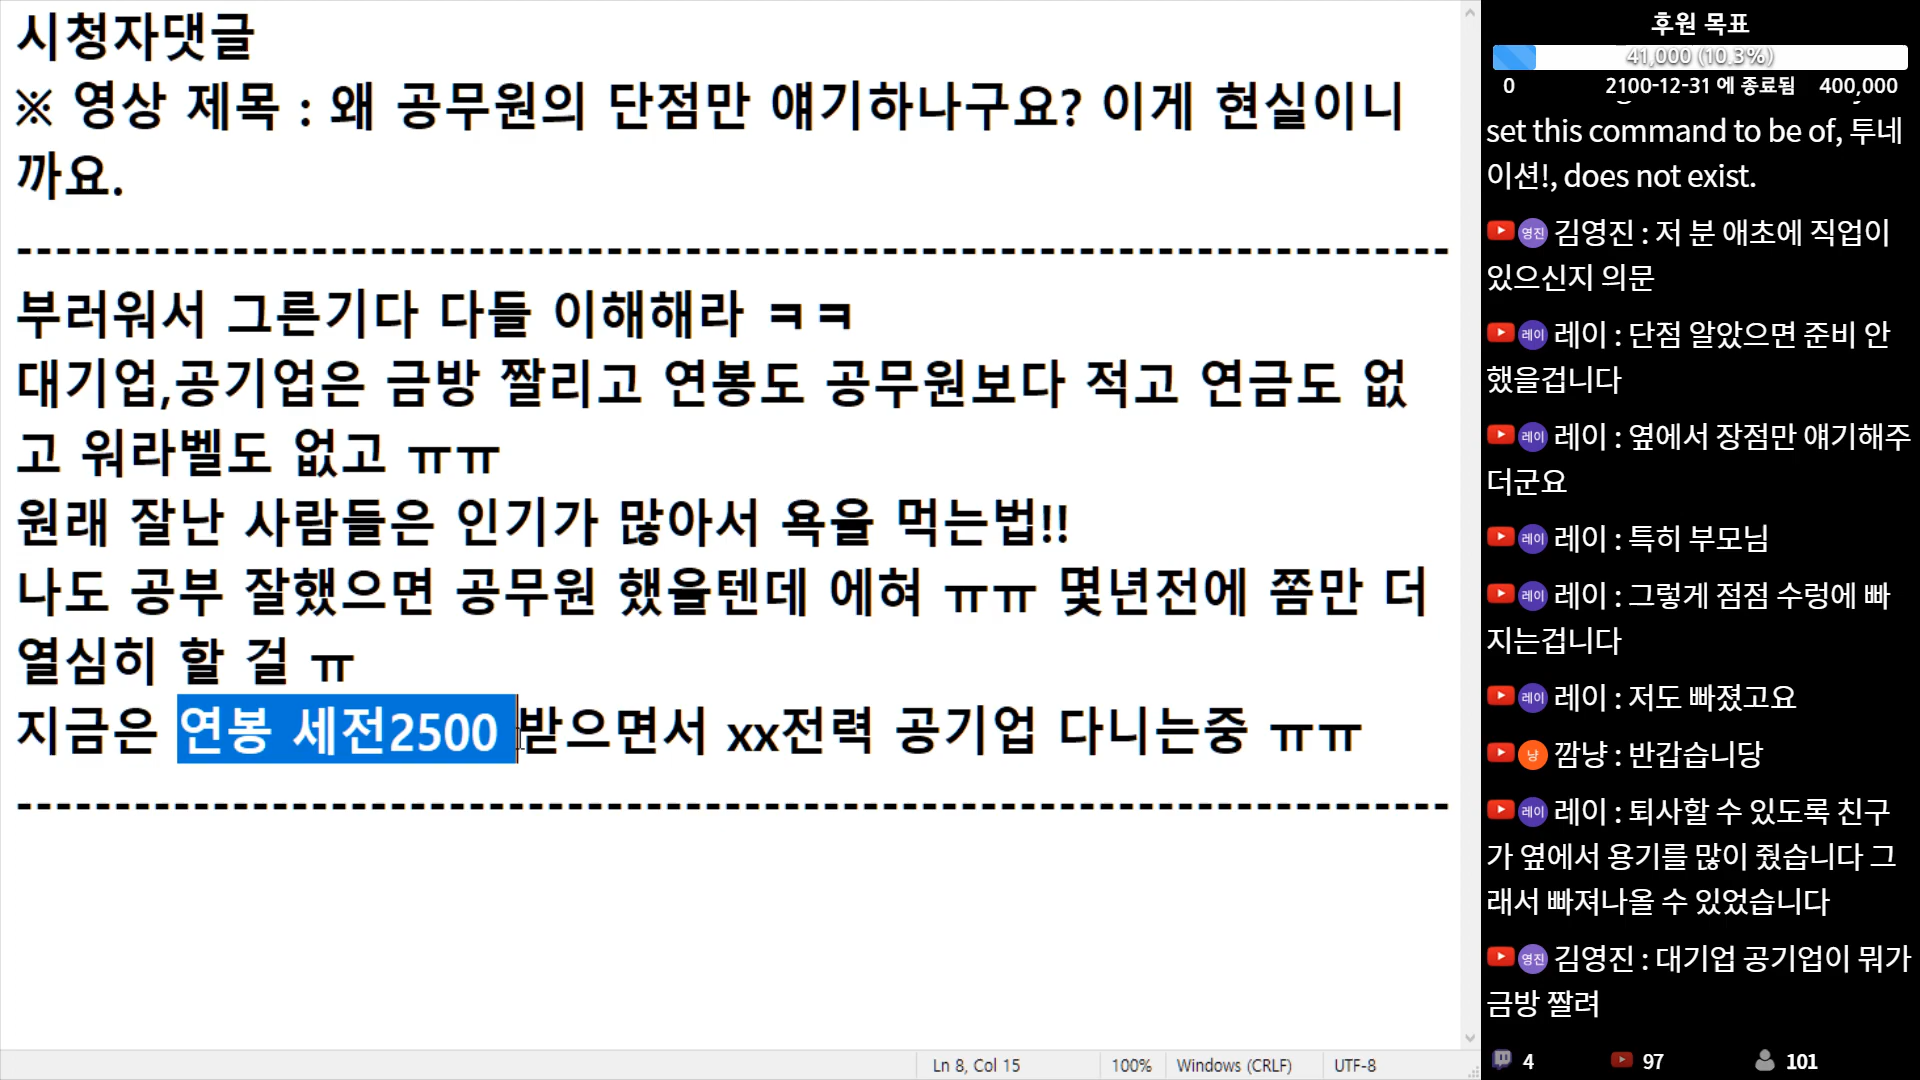 시청자댓글
※ 영상 제목 : 왜 공무원의 단점만 얘기하나구요? 이게 현실이니
까요.
--------------------------------------------------------------
부러워서 그른기다 다들 이해해라 ㅋㅋ
대기업,공기업은 금방 짤리고 연봉도 공무원보다 적고 연금도 없
고 워라벨도 없고 ㅠㅠ
원래 잘난 사람들은 인기가 많아서 욕을 먹는법!!
나도 공부 잘했으면 공무원 했을텐데 에혀 ㅠㅠ 몇년전에 쫌만 더
열심히 할 걸 ㅠ
지금은 연봉 세전2500 받으면서 xx전력 공기업 다니는중 ㅠㅠ
--------------------------------------------------------------
Ln 8, Col 15
100%
Windows (CRLF)
UTF-8
후원 목표
41,000 (10.3%)
0 2100-12-31 에 종료됨 400,000
set this command to be of, 투네
이션!, does not exist.
영진 김영진 : 저 분 애초에 직업이
있으신지 의문
레이 레이 : 단점 알았으면 준비 안
했을겁니다
레이 레이 : 옆에서 장점만 얘기해주
더군요
레이 레이 : 특히 부모님
레이 레이 : 그렇게 점점 수렁에 빠
지는겁니다
레이 레이 : 저도 빠졌고요
냥 깜냥 : 반갑습니당
레이 레이 : 퇴사할 수 있도록 친구
가 옆에서 용기를 많이 줬습니다 그
래서 빠져나올 수 있었습니다
영진 김영진 : 대기업 공기업이 뭐가
금방 짤려
4 97 101